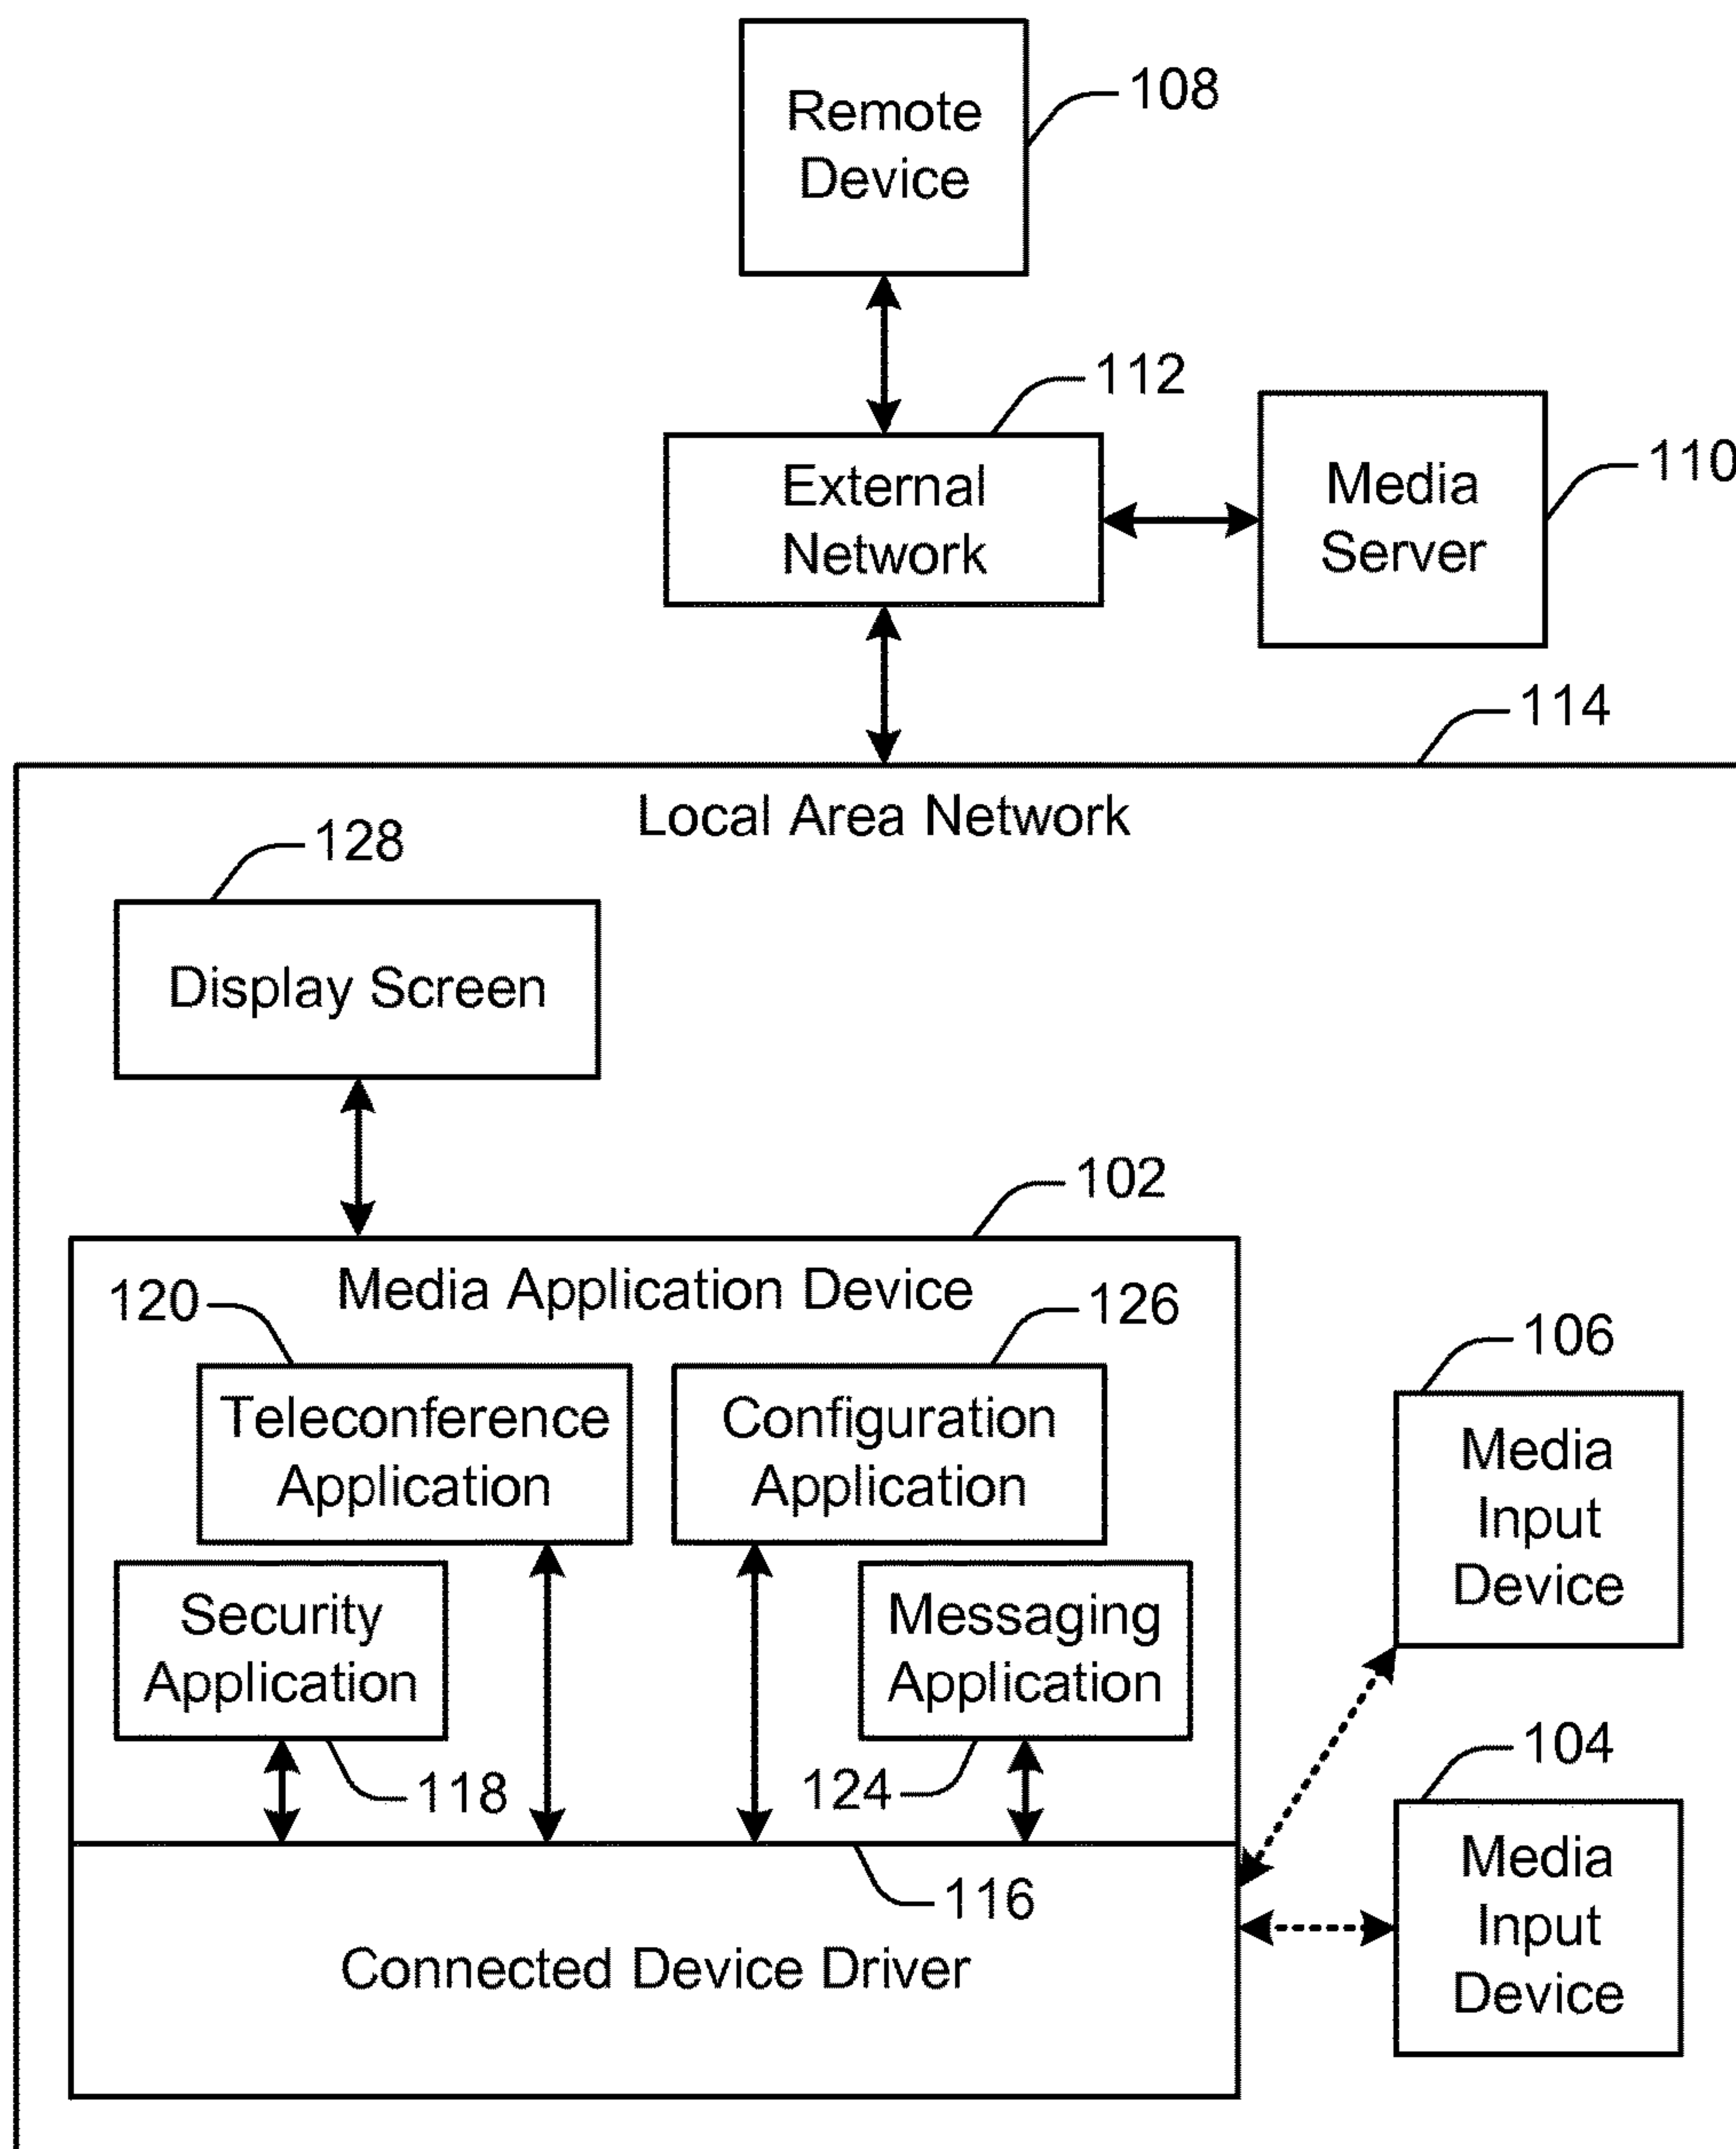 Remote
Device
108
112
External
Network
Media
Server
110
114
Local Area Network
128
Display Screen
102
Media Application Device
120
126
Teleconference
Application
Configuration
Application
106
Media
Input
Device
Security
Application
Messaging
Application
118
124
104
Media
Input
Device
116
Connected Device Driver